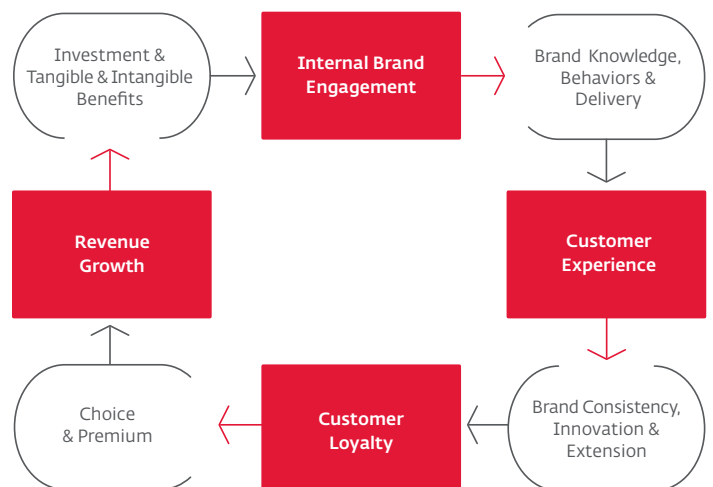 Investment &
Tangible & Intangible
Benefits
Internal Brand
Engagement
Brand Knowledge,
Behaviors &
Delivery
Revenue
Growth
Customer
Experience
Choice
& Premium
Customer
Loyalty
Brand Consistency,
Innovation &
Extension